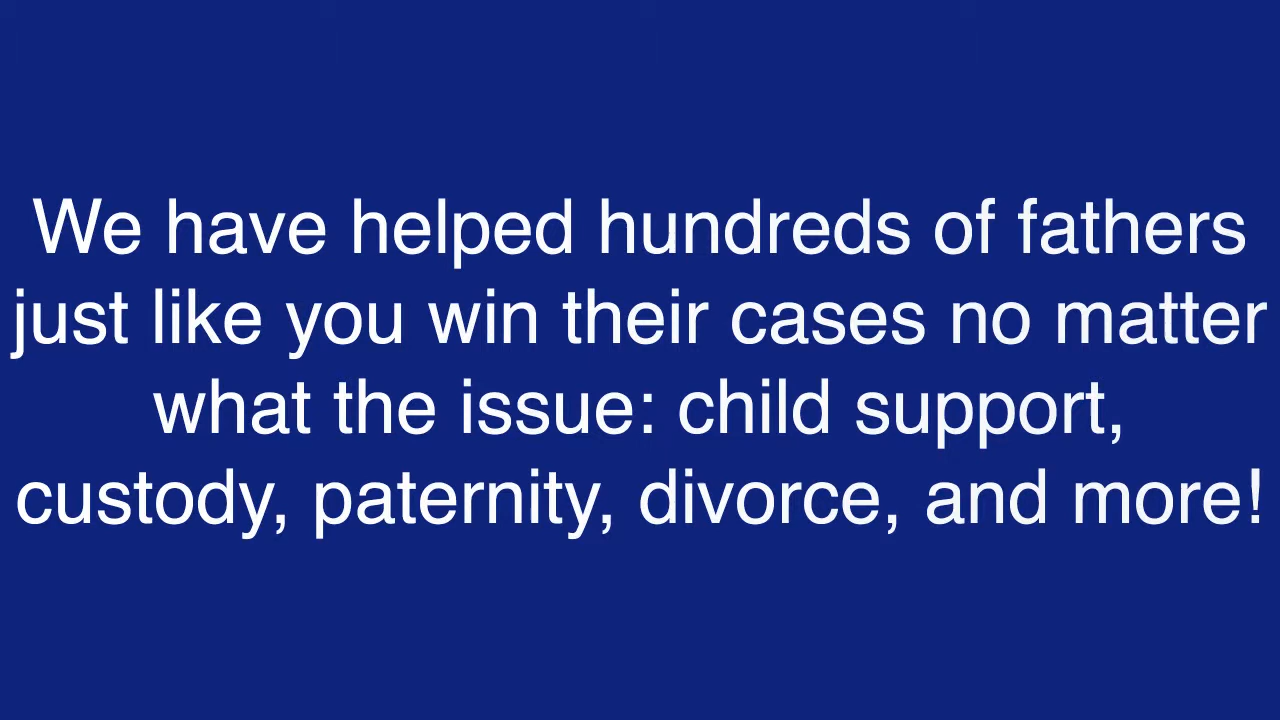 We have helped hundreds of fathers
just like you win their cases no matter
what the issue: child support,
custody, paternity, divorce, and more!